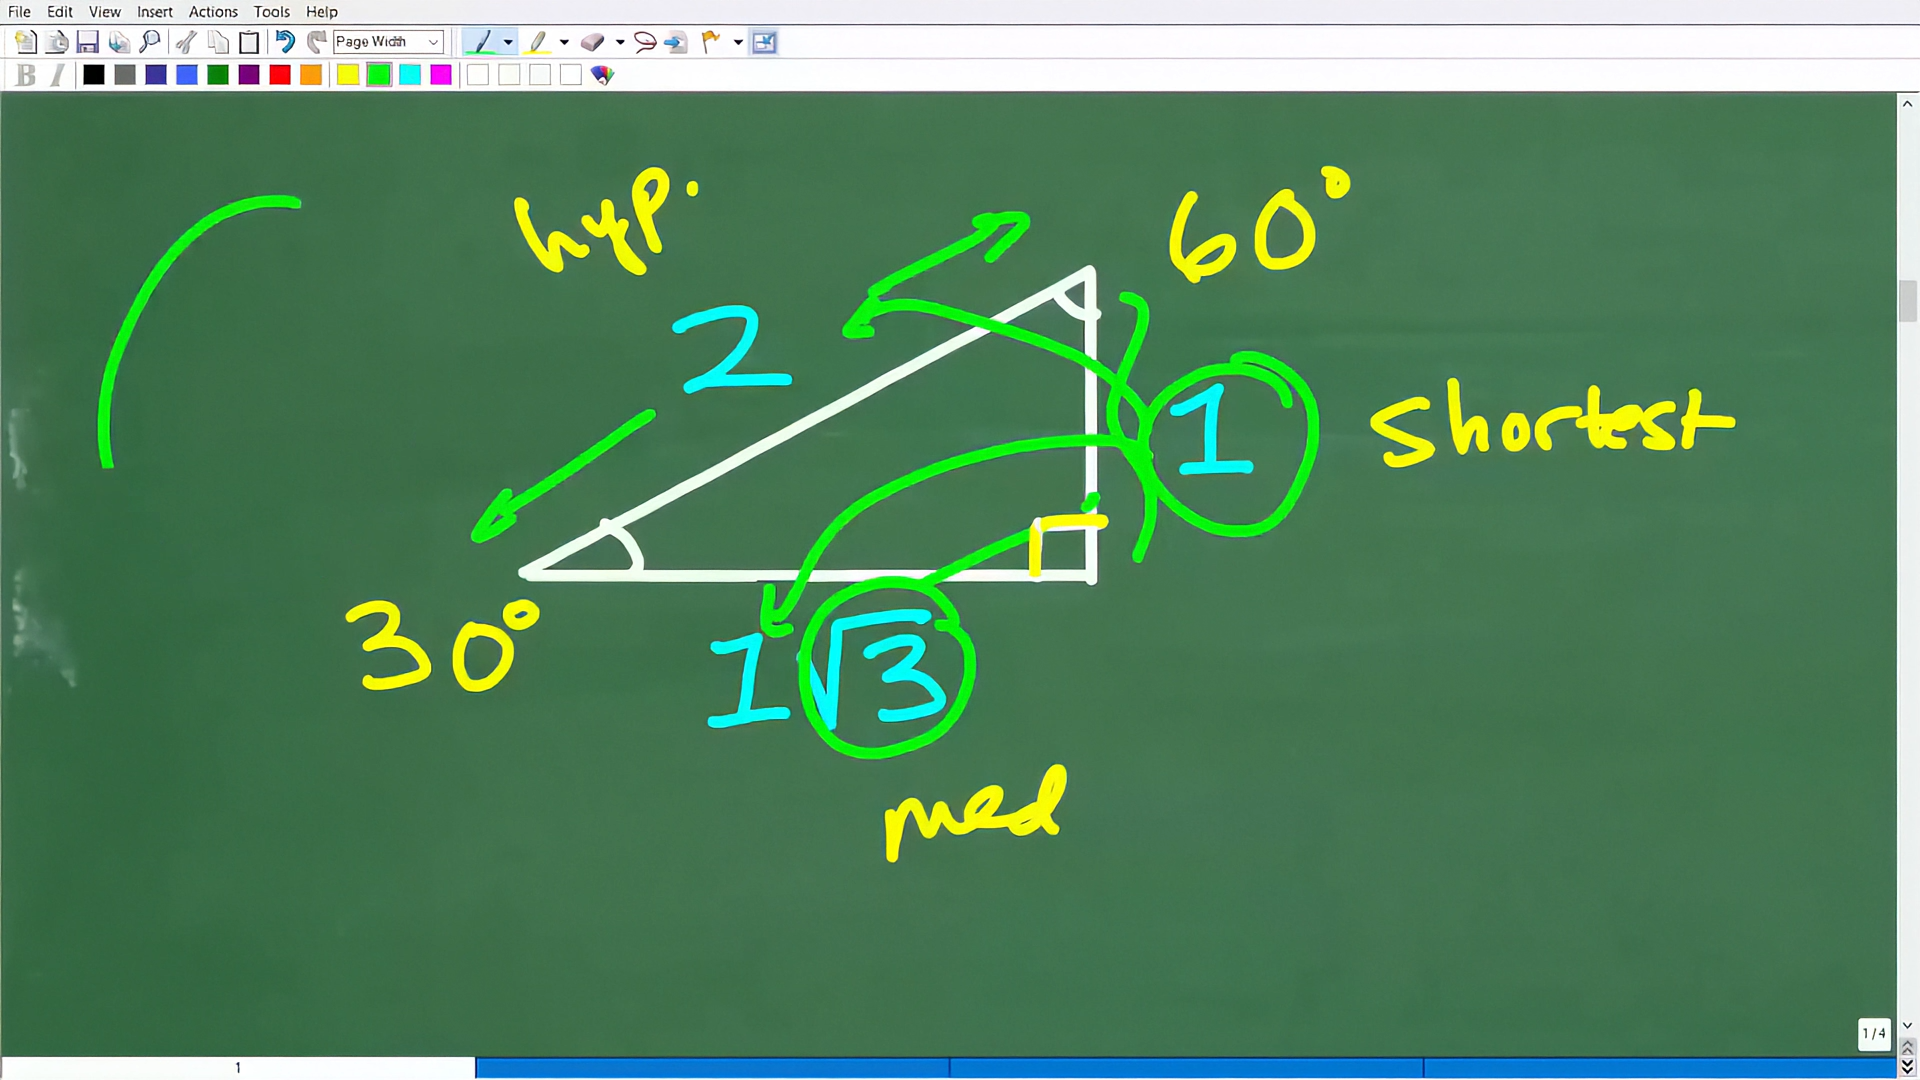 File Edit View Insert Actions Tools Help
Page Width
B I
hyp.
60°
2
1 shortest
30°
1√3
med
1/4
1